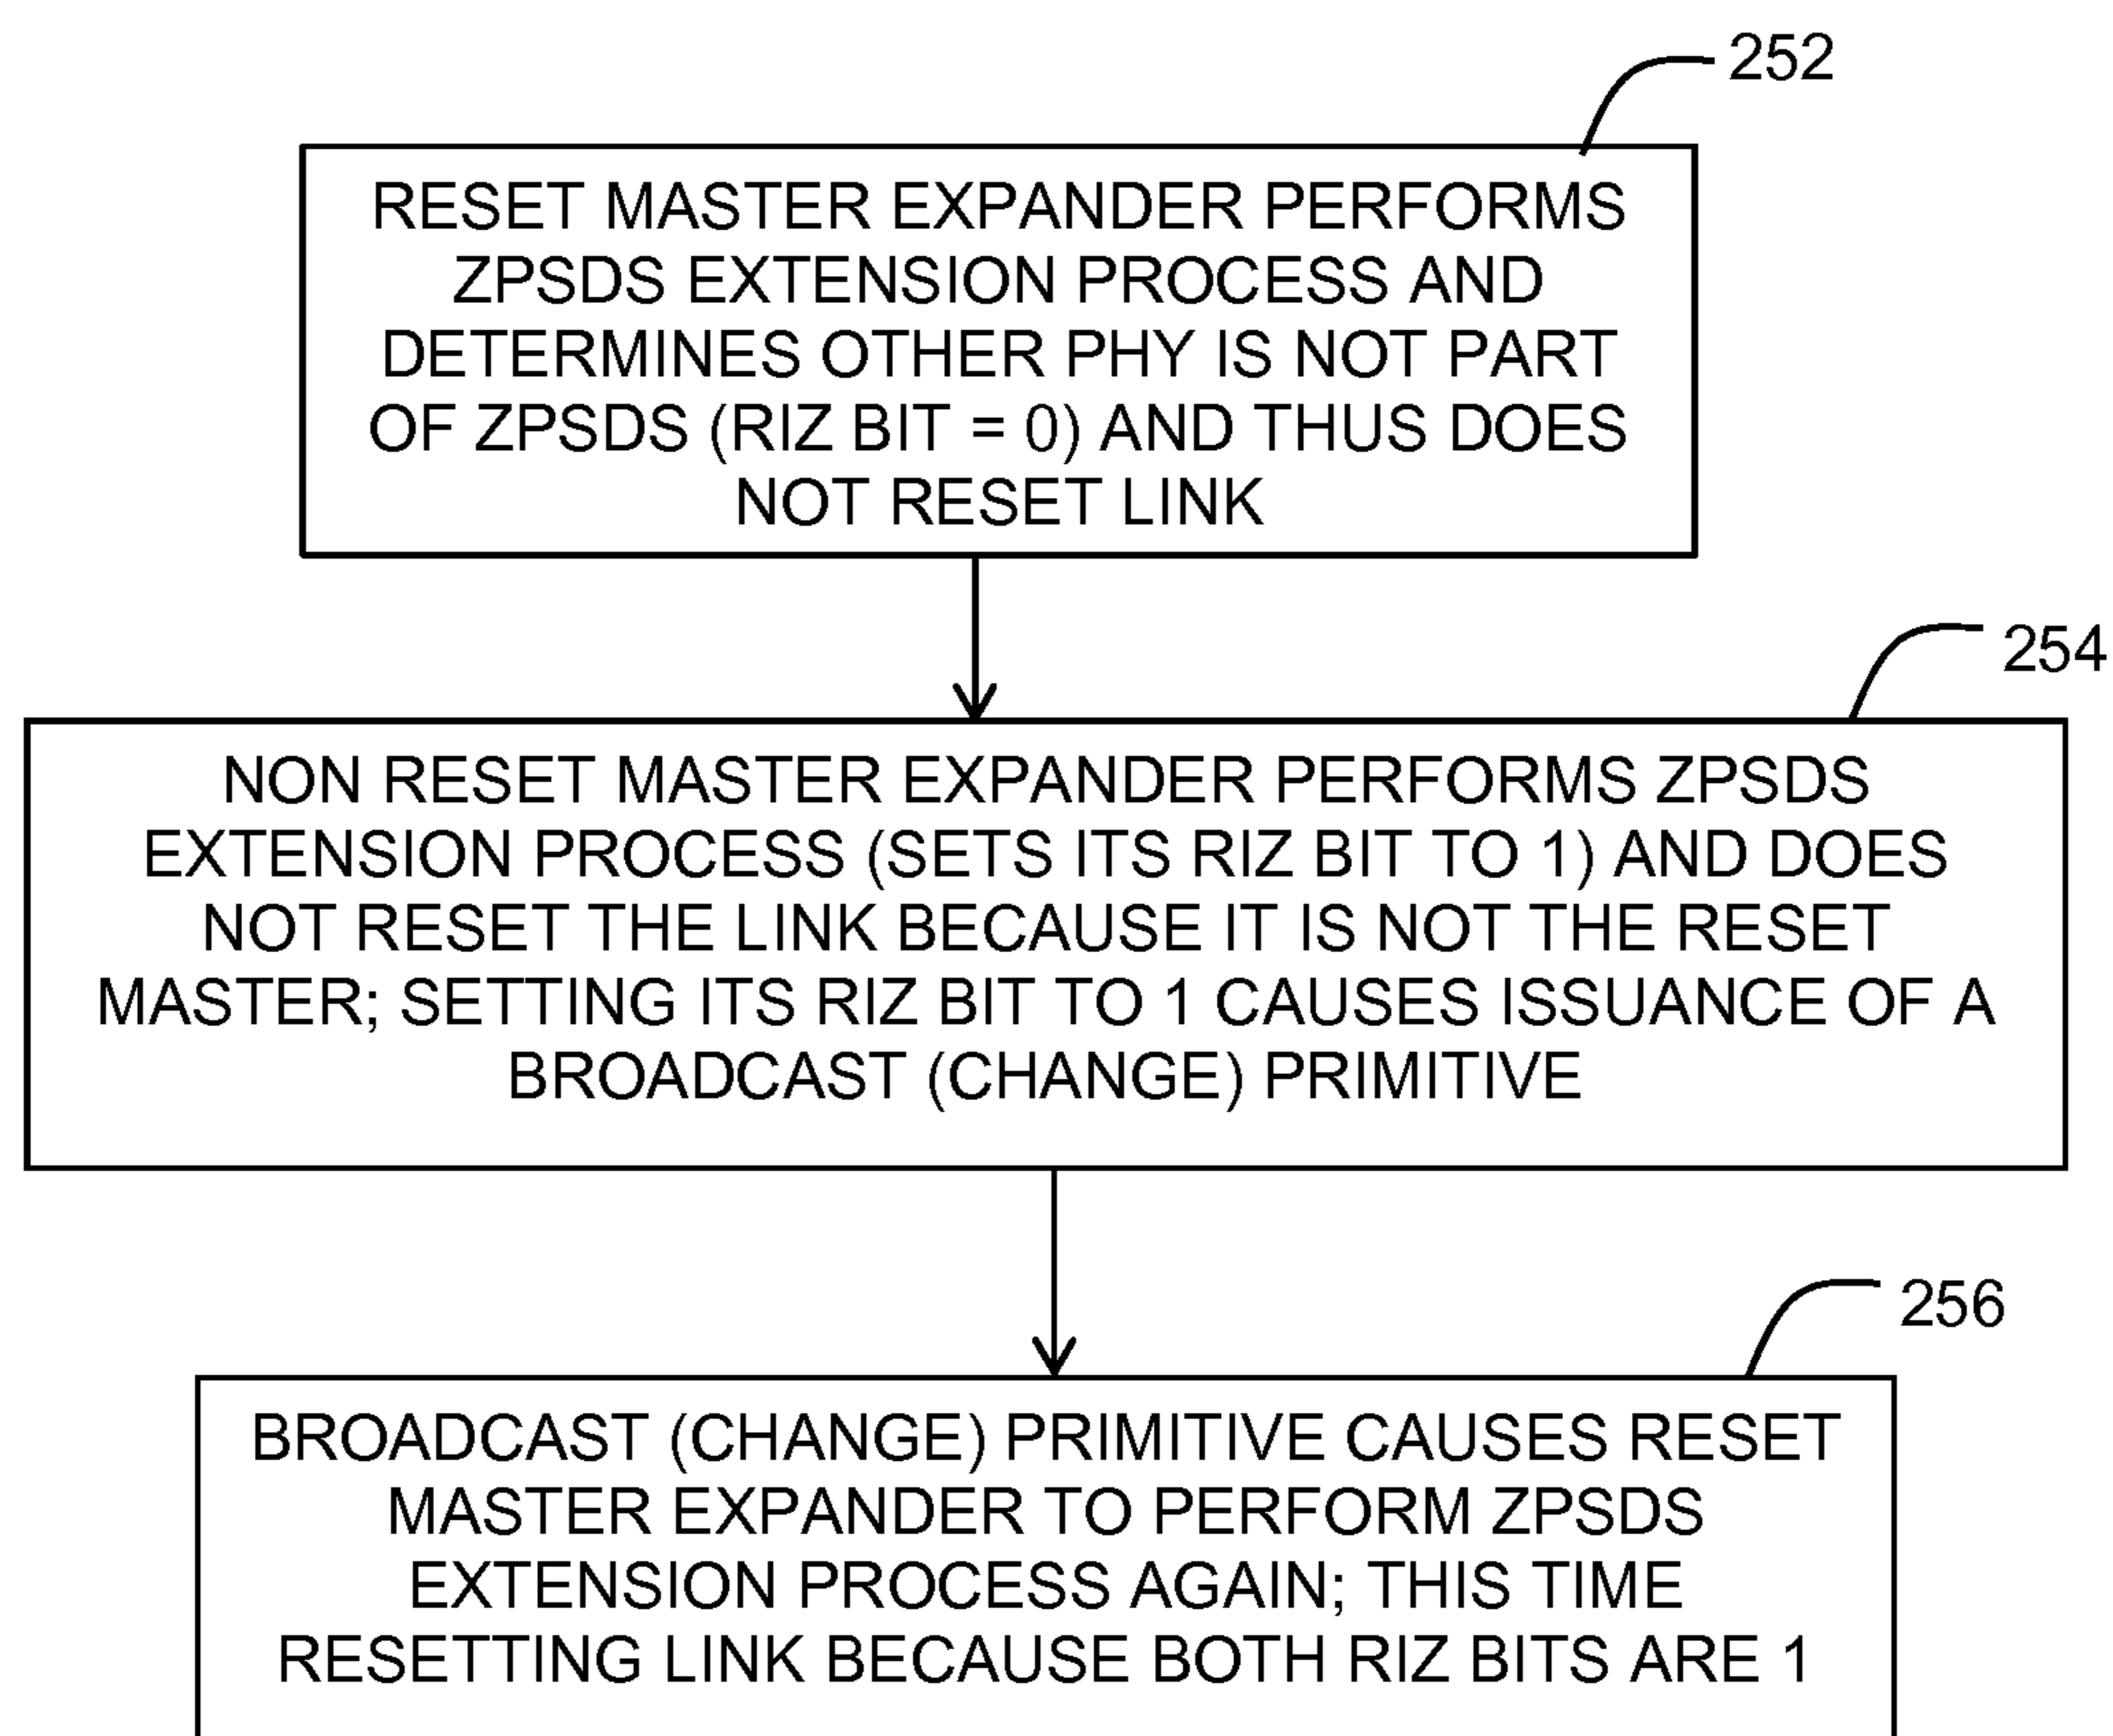 252
RESET MASTER EXPANDER PERFORMS
ZPSDS EXTENSION PROCESS AND
DETERMINES OTHER PHY IS NOT PART
OF ZPSDS (RIZ BIT = 0) AND THUS DOES
NOT RESET LINK
254
NON RESET MASTER EXPANDER PERFORMS ZPSDS
EXTENSION PROCESS (SETS ITS RIZ BIT TO 1) AND DOES
NOT RESET THE LINK BECAUSE IT IS NOT THE RESET
MASTER; SETTING ITS RIZ BIT TO 1 CAUSES ISSUANCE OF A
BROADCAST (CHANGE) PRIMITIVE
256
BROADCAST (CHANGE) PRIMITIVE CAUSES RESET
MASTER EXPANDER TO PERFORM ZPSDS
EXTENSION PROCESS AGAIN; THIS TIME
RESETTING LINK BECAUSE BOTH RIZ BITS ARE 1